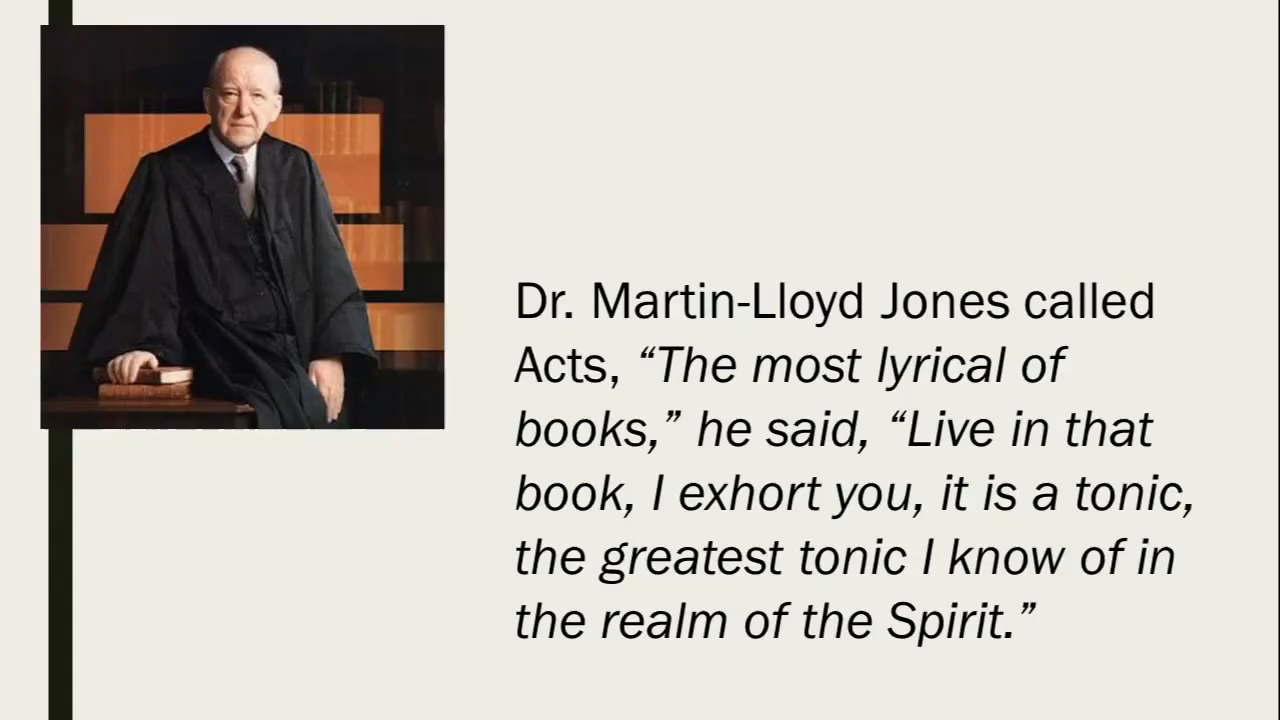 Dr. Martin-Lloyd Jones called
Acts, “The most lyrical of
books,” he said, “Live in that
book, I exhort you, it is a tonic,
the greatest tonic I know of in
the realm of the Spirit.”